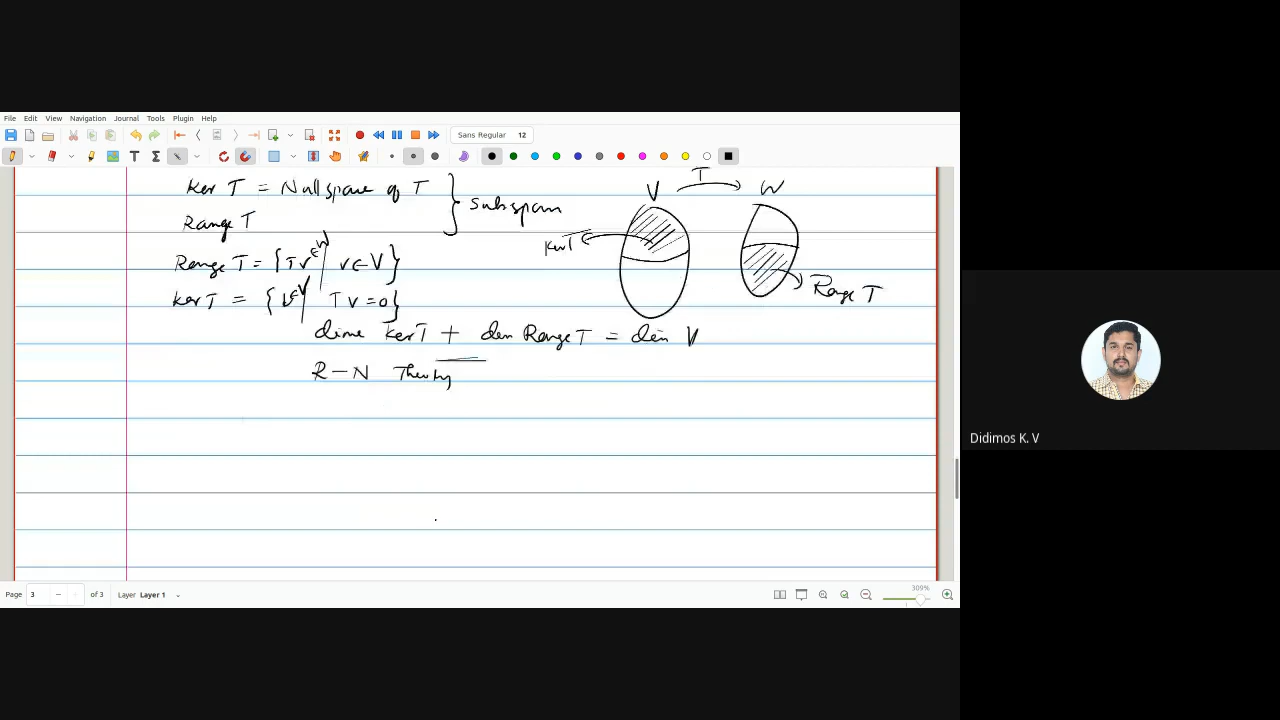 File Edit View Navigation Journal Tools Plugin Help
Sans Regular 12
Ker T = Null space of T } subspace
Range T
V T W
Ker T
Range T = { Tv ∈ W | v ∈ V }
Ker T = { v ∈ V | Tv = 0 }
Range T
dim Ker T + dim Range T = dim V
R - N
Didimos K. V
Page 3 of 3 Layer Layer 1
309%